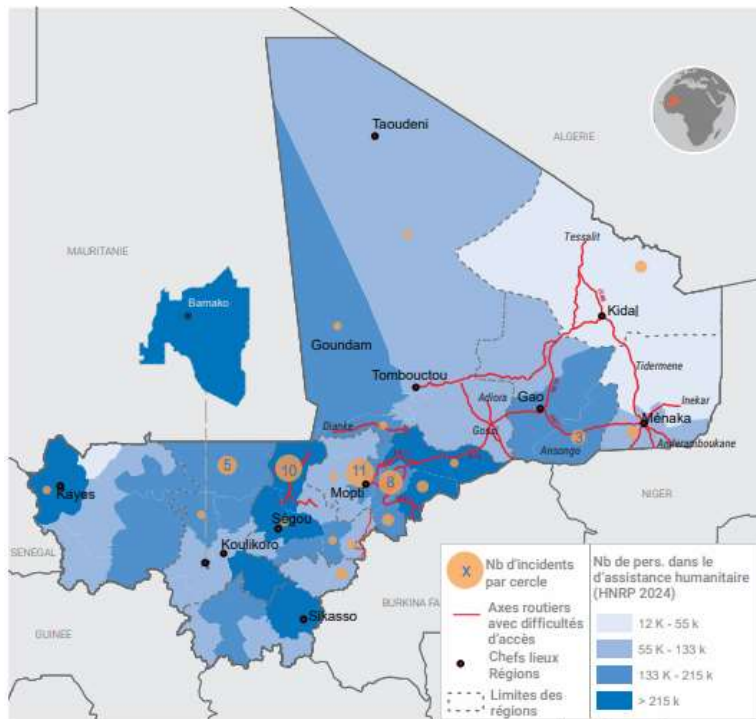 Taoudeni
ALGERIE
Tessalit
MAURITANIE
Bamako
Kidal
Goundam
Tidermene
Tombouctou
Adiora
Gao
Inekar
Ménaka
Dianke
Gossi
Ansongo
Anderamboukane
5
10
11
3
8
Kayes
Mopti
NIGER
Ségou
SENEGAL
Koulikoro
BURKINA FA
Sikasso
GUINEE
X
Nb d'incidents
par cercle
Axes routiers
avec difficultés
d'accès
Chefs lieux
Régions
Limites des
régions
Nb de pers. dans le
d'assistance humanitaire
(HNRP 2024)
12 K - 55 k
55 K - 133 k
133 K - 215 k
> 215 k